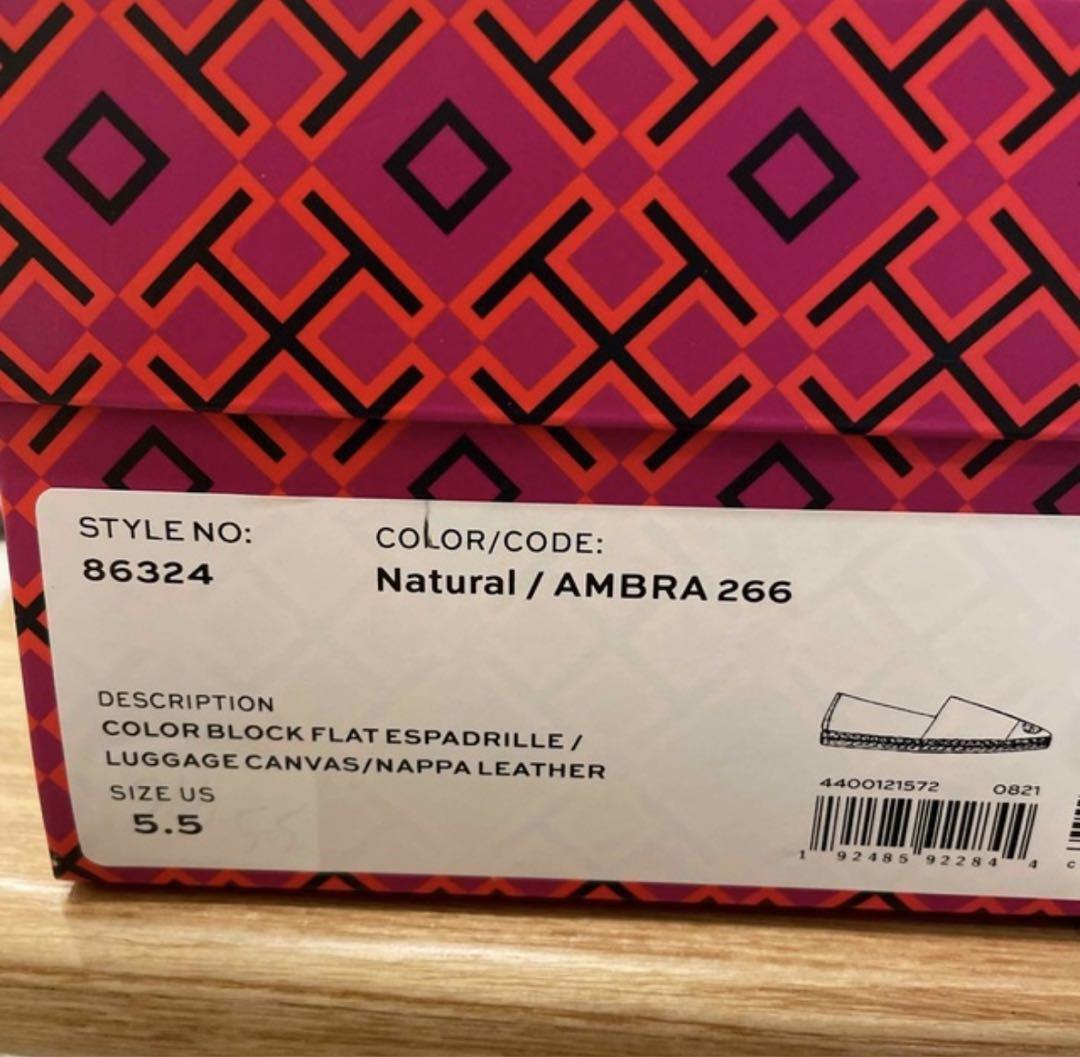 STYLE NO:
86324
COLOR/CODE:
Natural / AMBRA 266
DESCRIPTION
COLOR BLOCK FLAT ESPADRILLE /
LUGGAGE CANVAS/NAPPA LEATHER
SIZE US
5.5
4400121572 0821
1 92485 92284 4